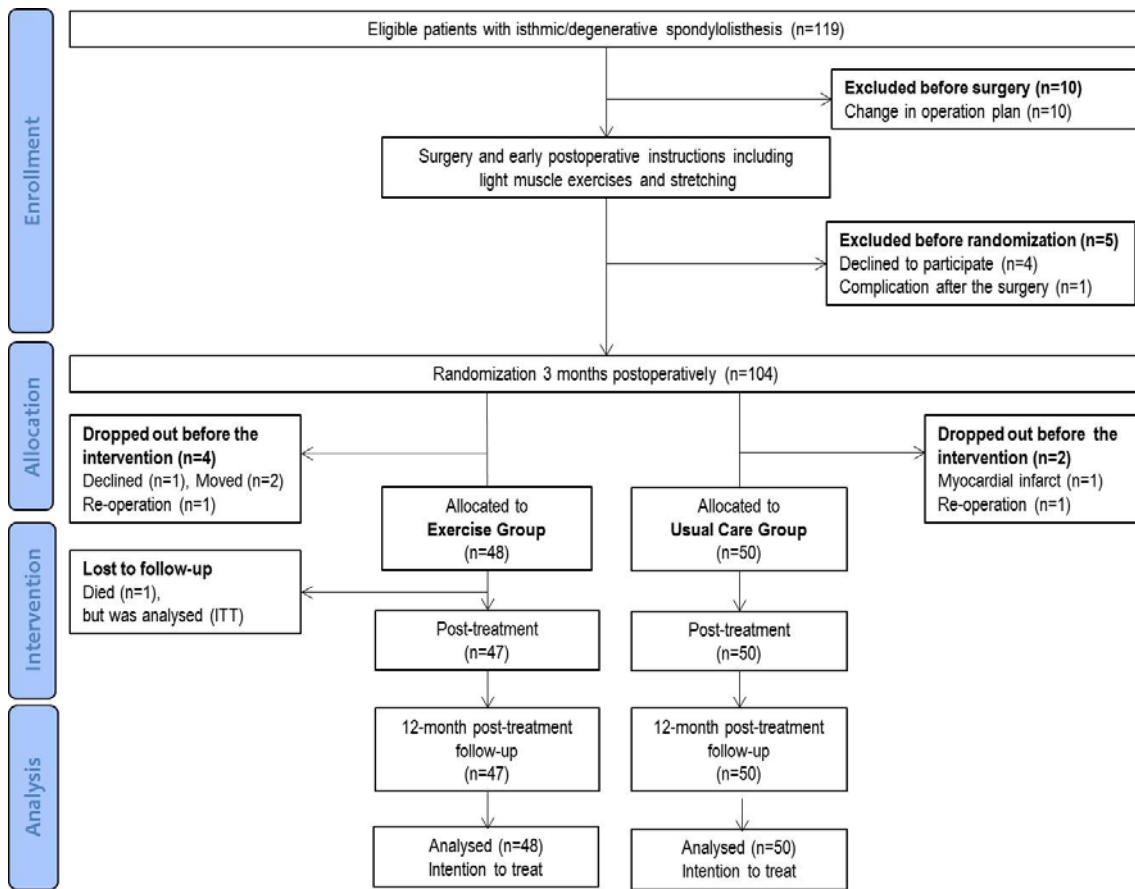 Enrollment
Eligible patients with isthmic/degenerative spondylolisthesis (n=119)
Excluded before surgery (n=10)
Change in operation plan (n=10)
Surgery and early postoperative instructions including
light muscle exercises and stretching
Excluded before randomization (n=5)
Declined to participate (n=4)
Complication after the surgery (n=1)
Allocation
Randomization 3 months postoperatively (n=104)
Dropped out before the
intervention (n=4)
Declined (n=1), Moved (n=2)
Re-operation (n=1)
Dropped out before the
intervention (n=2)
Myocardial infarct (n=1)
Re-operation (n=1)
Allocated to
Exercise Group
(n=48)
Allocated to
Usual Care Group
(n=50)
Intervention
Lost to follow-up
Died (n=1),
but was analysed (ITT)
Post-treatment
(n=47)
Post-treatment
(n=50)
Analysis
12-month post-treatment
follow-up
(n=47)
12-month post-treatment
follow-up
(n=50)
Analysed (n=48)
Intention to treat
Analysed (n=50)
Intention to treat